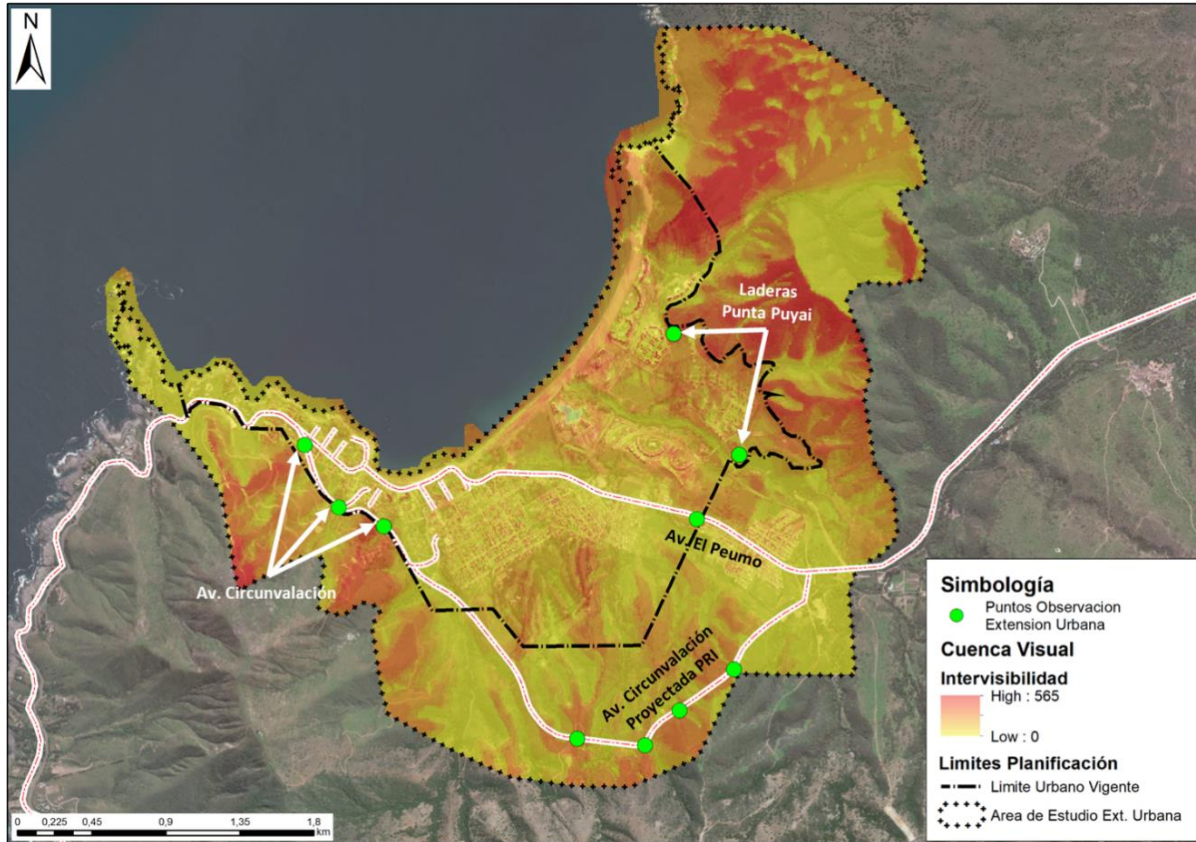 N
Laderas
Punta Puyai
Av. El Peumo
Av. Circunvalación
Av. Circunvalación
Proyectada PRI
Simbología
Puntos Observacion
Extension Urbana
Cuenca Visual
Intervisibilidad
High : 565
Low : 0
Limites Planificación
Limite Urbano Vigente
Area de Estudio Ext. Urbana
0 0,225 0,45 0,9 1,35 1,8
km